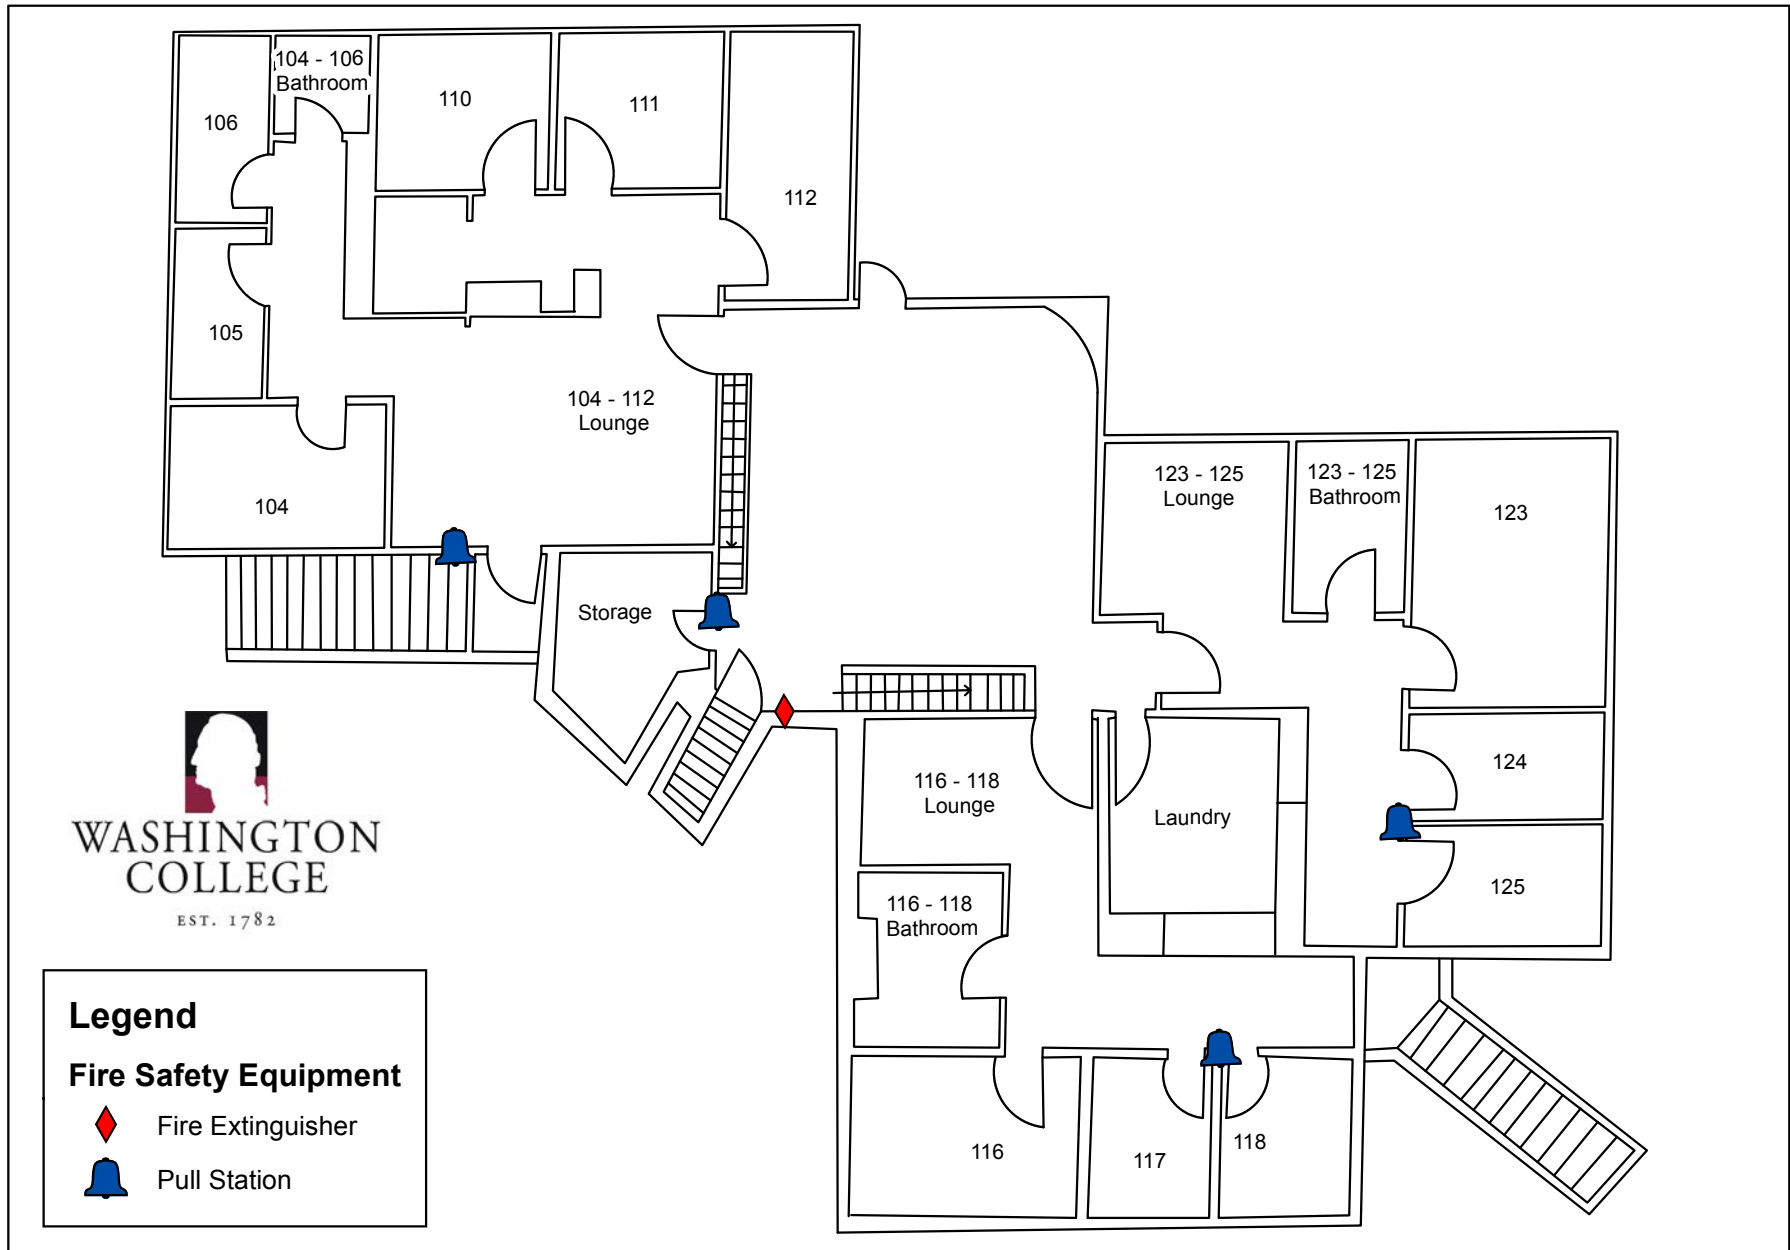 104 - 106
Bathroom
106
110
111
112
105
104 - 112
Lounge
104
123 - 125
Lounge
123 - 125
Bathroom
123
Storage
124
116 - 118
Lounge
Laundry
125
116 - 118
Bathroom
116
117
118
WASHINGTON
COLLEGE
EST. 1782
Legend
Fire Safety Equipment
Fire Extinguisher
Pull Station